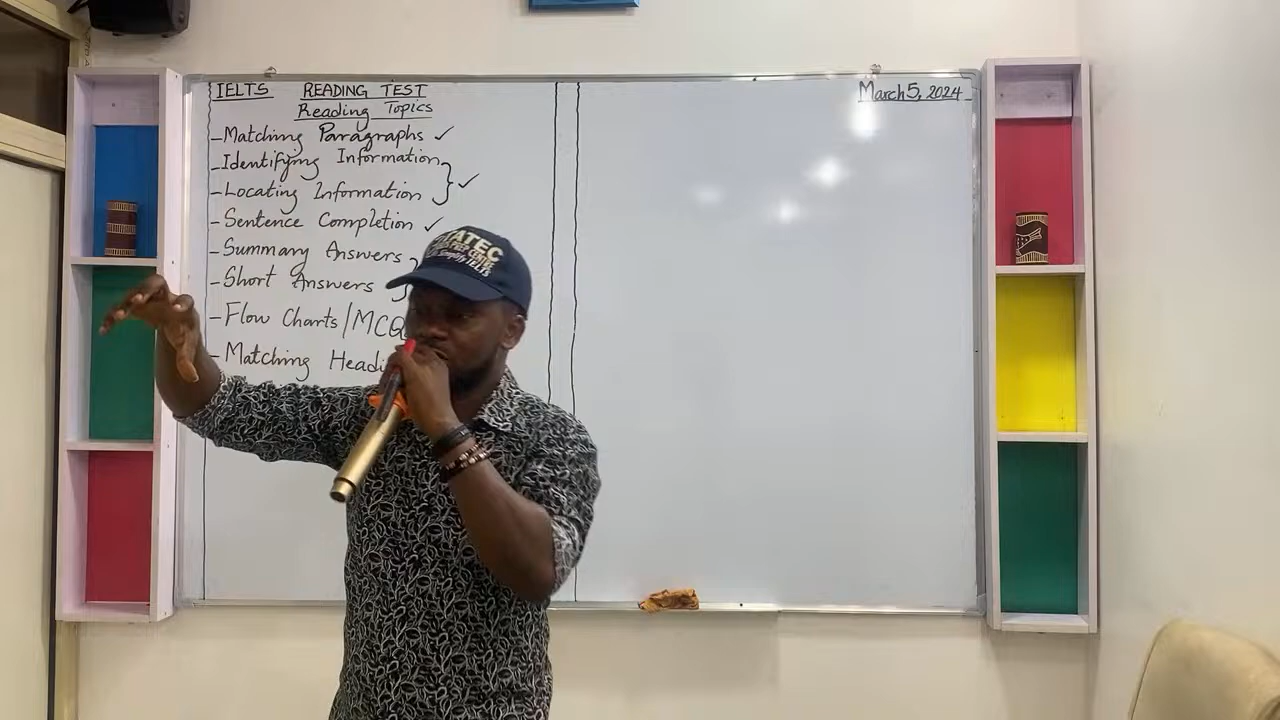 IELTS READING TEST
Reading Topics
March 5, 2024
- Matching Paragraphs ✓
- Identifying Information
- Locating Information ✓
- Sentence Completion ✓
- Summary Answers
- Short Answers
- Flow Charts/MCQ
- Matching Headi